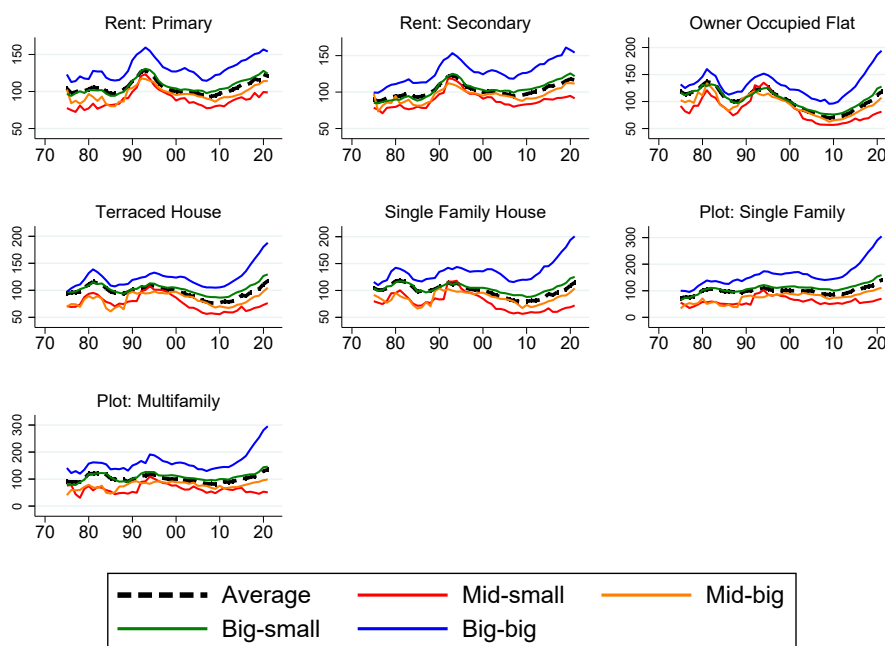 Rent: Primary
Rent: Secondary
Owner Occupied Flat
50 100 150
50 100 150
50 100 150 200
70 80 90 00 10 20
70 80 90 00 10 20
70 80 90 00 10 20
Terraced House
Single Family House
Plot: Single Family
50 100 150 200
50 100 150 200
0 100 200 300
70 80 90 00 10 20
70 80 90 00 10 20
70 80 90 00 10 20
Plot: Multifamily
0 100 200 300
70 80 90 00 10 20
Average Mid-small Mid-big
Big-small Big-big